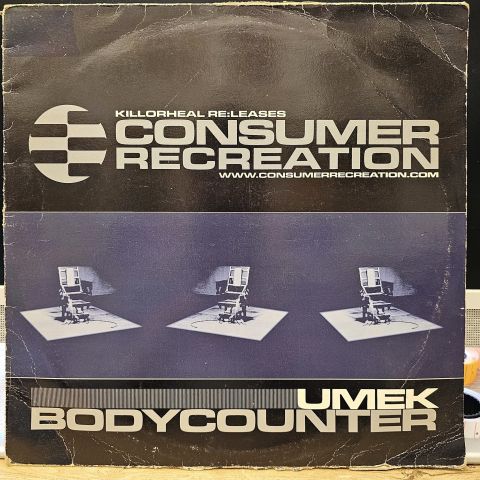 KILLORHEAL RE:LEASES
CONSUMER
RECREATION
WWW.CONSUMERRECREATION.COM
UMEK
BODYCOUNTER